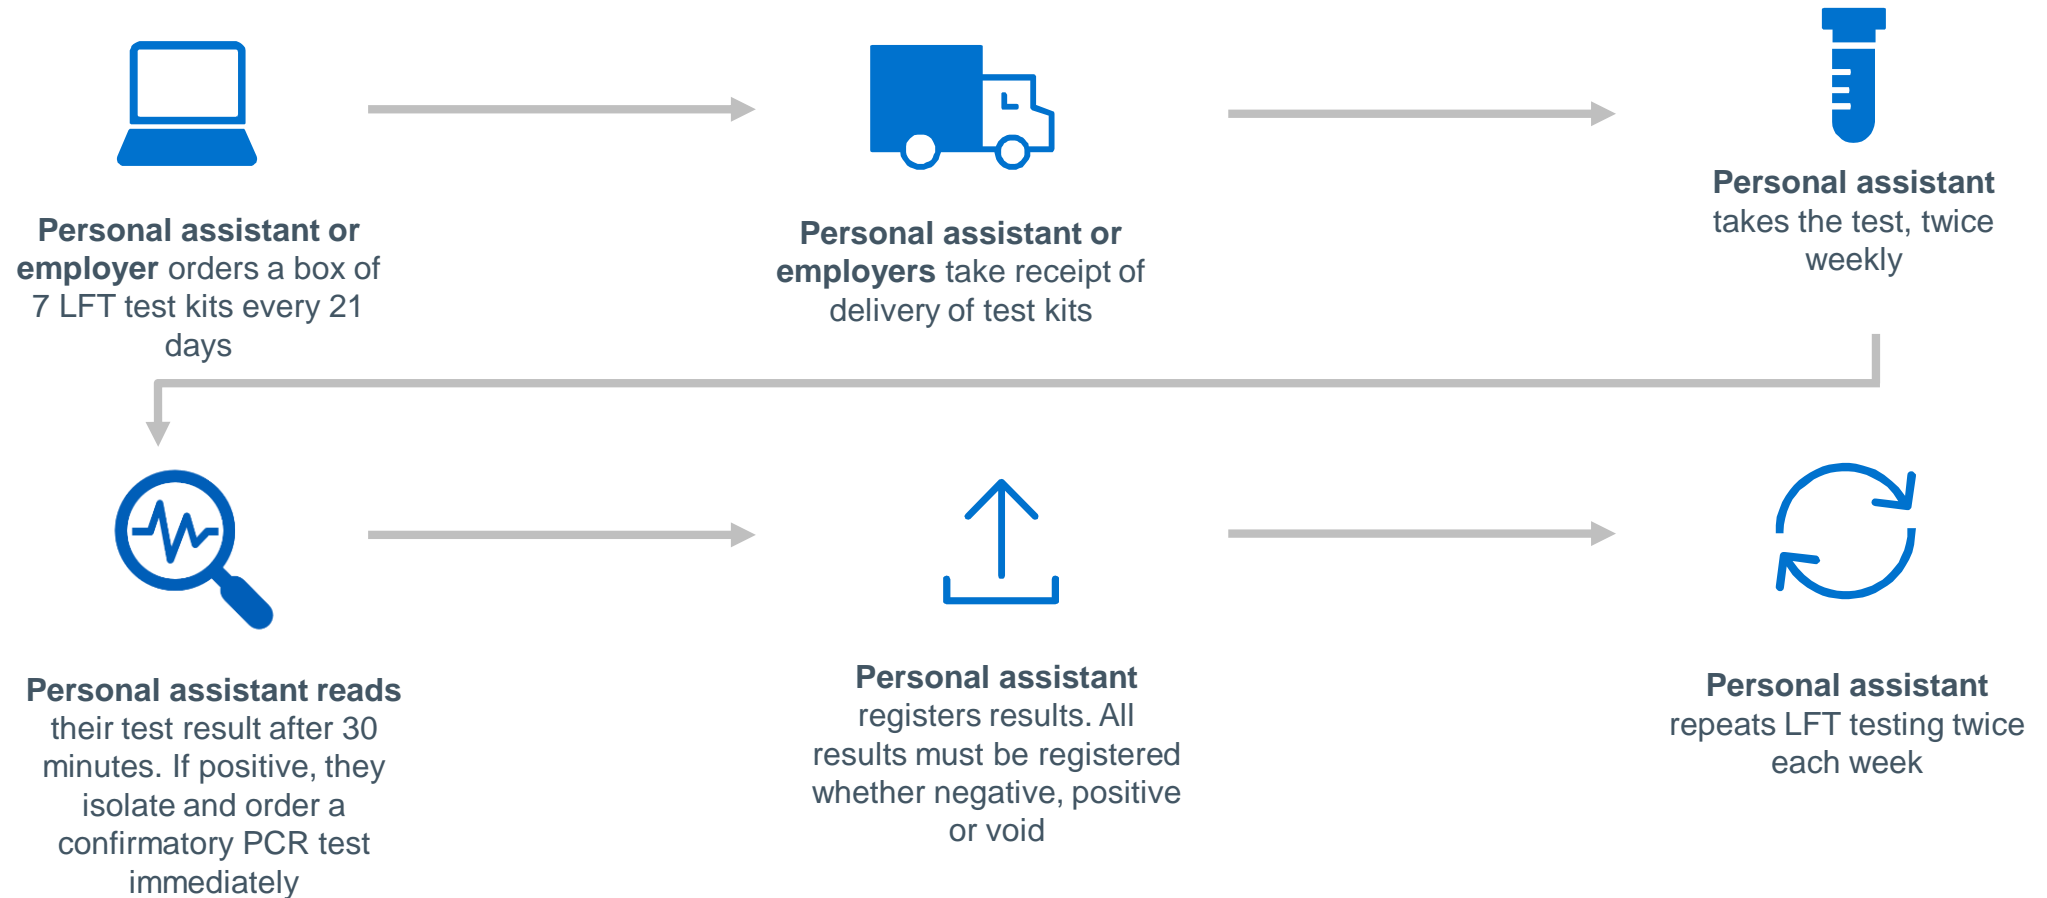 Personal assistant or
employer orders a box of
7 LFT test kits every 21
days
Personal assistant or
employers take receipt of
delivery of test kits
Personal assistant
takes the test, twice
weekly
Personal assistant reads
their test result after 30
minutes. If positive, they
isolate and order a
confirmatory PCR test
immediately
Personal assistant
registers results. All
results must be registered
whether negative, positive
or void
Personal assistant
repeats LFT testing twice
each week